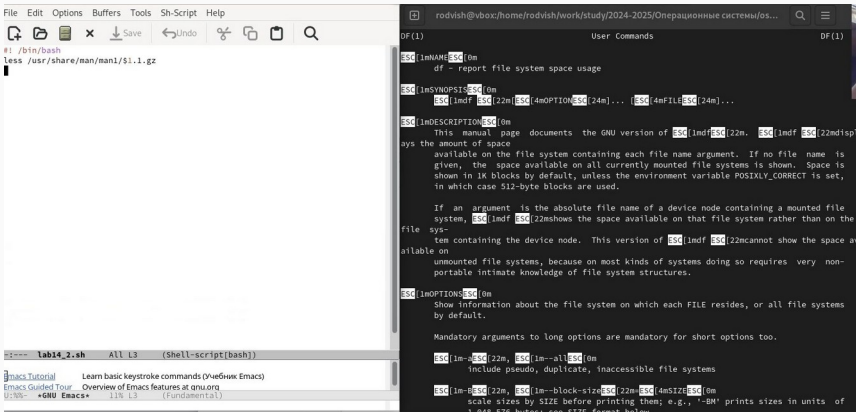 File Edit Options Buffers Tools Sh-Script Help
Save Undo
#! /bin/bash
less /usr/share/man/man1/$1.1.gz
-:--- lab14_2.sh All L3 (Shell-script[bash])
Emacs Tutorial Learn basic keystroke commands (Учебник Emacs)
Emacs Guided Tour Overview of Emacs features at gnu.org
U:%%- *GNU Emacs* 11% L3 (Fundamental)
rodvish@vbox:/home/rodvish/work/study/2024-2025/Операционные системы/os...
DF(1) User Commands DF(1)
ESC[1mNAMEESC[0m
df - report file system space usage
ESC[1mSYNOPSISESC[0m
ESC[1mdf ESC[22m[ESC[4mOPTIONESC[24m]... [ESC[4mFILEESC[24m]...
ESC[1mDESCRIPTIONESC[0m
This manual page documents the GNU version of ESC[1mdfESC[22m. ESC[1mdf ESC[22mdispl
ays the amount of space
available on the file system containing each file name argument. If no file name is
given, the space available on all currently mounted file systems is shown. Space is
shown in 1K blocks by default, unless the environment variable POSIXLY_CORRECT is set,
in which case 512-byte blocks are used.
If an argument is the absolute file name of a device node containing a mounted file
system, ESC[1mdf ESC[22mshows the space available on that file system rather than on the
file sys-
tem containing the device node. This version of ESC[1mdf ESC[22mcannot show the space av
ailable on
unmounted file systems, because on most kinds of systems doing so requires very non-
portable intimate knowledge of file system structures.
ESC[1mOPTIONSESC[0m
Show information about the file system on which each FILE resides, or all file systems
by default.
Mandatory arguments to long options are mandatory for short options too.
ESC[1m-aESC[22m, ESC[1m--allESC[0m
include pseudo, duplicate, inaccessible file systems
ESC[1m-BESC[22m, ESC[1m--block-sizeESC[22m=ESC[4mSIZEESC[0m
scale sizes by SIZE before printing them; e.g., '-BM' prints sizes in units of
1,048,576 bytes; see SIZE format below